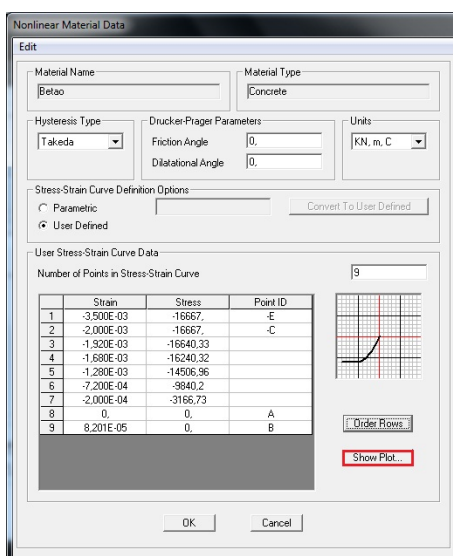 Nonlinear Material Data
Edit
Material Name
Material Type
Betao
Concrete
Hysteresis Type
Drucker-Prager Parameters
Units
Takeda
Friction Angle
0,
KN, m, C
Dilatational Angle
0,
Stress-Strain Curve Definition Options
Parametric
Convert To User Defined
User Defined
User Stress-Strain Curve Data
Number of Points in Stress-Strain Curve
9
Strain Stress Point ID
1 -3,500E-03 -16667, -E
2 -2,000E-03 -16667, -C
3 -1,920E-03 -16640,33
4 -1,680E-03 -16240,32
5 -1,280E-03 -14506,96
6 -7,200E-04 -9840,2
7 -2,000E-04 -3166,73
8 0, 0, A
9 8,201E-05 0, B
Order Rows
Show Plot...
OK
Cancel